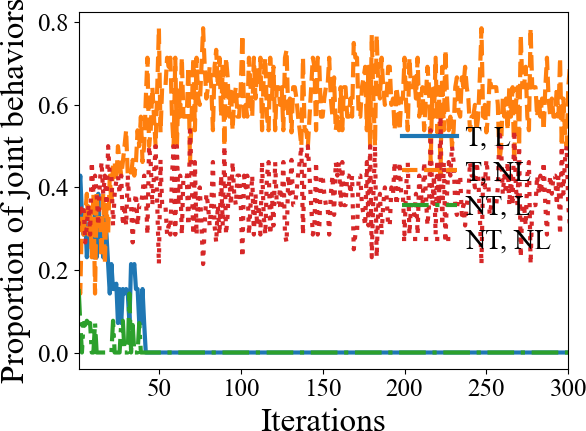 Proportion of joint behaviors
0.8
0.6
0.4
0.2
0.0
T, L
T, NL
NT, L
NT, NL
50 100 150 200 250 300
Iterations